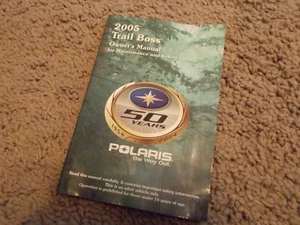 2005
Trail Boss
Owner's Manual
for Maintenance and Safety
50
YEARS
1954 2004
POLARIS
The Way Out.
Read this manual carefully. It contains important safety information.
This is an adult vehicle only.
Operation is prohibited for those under 16 years of age.